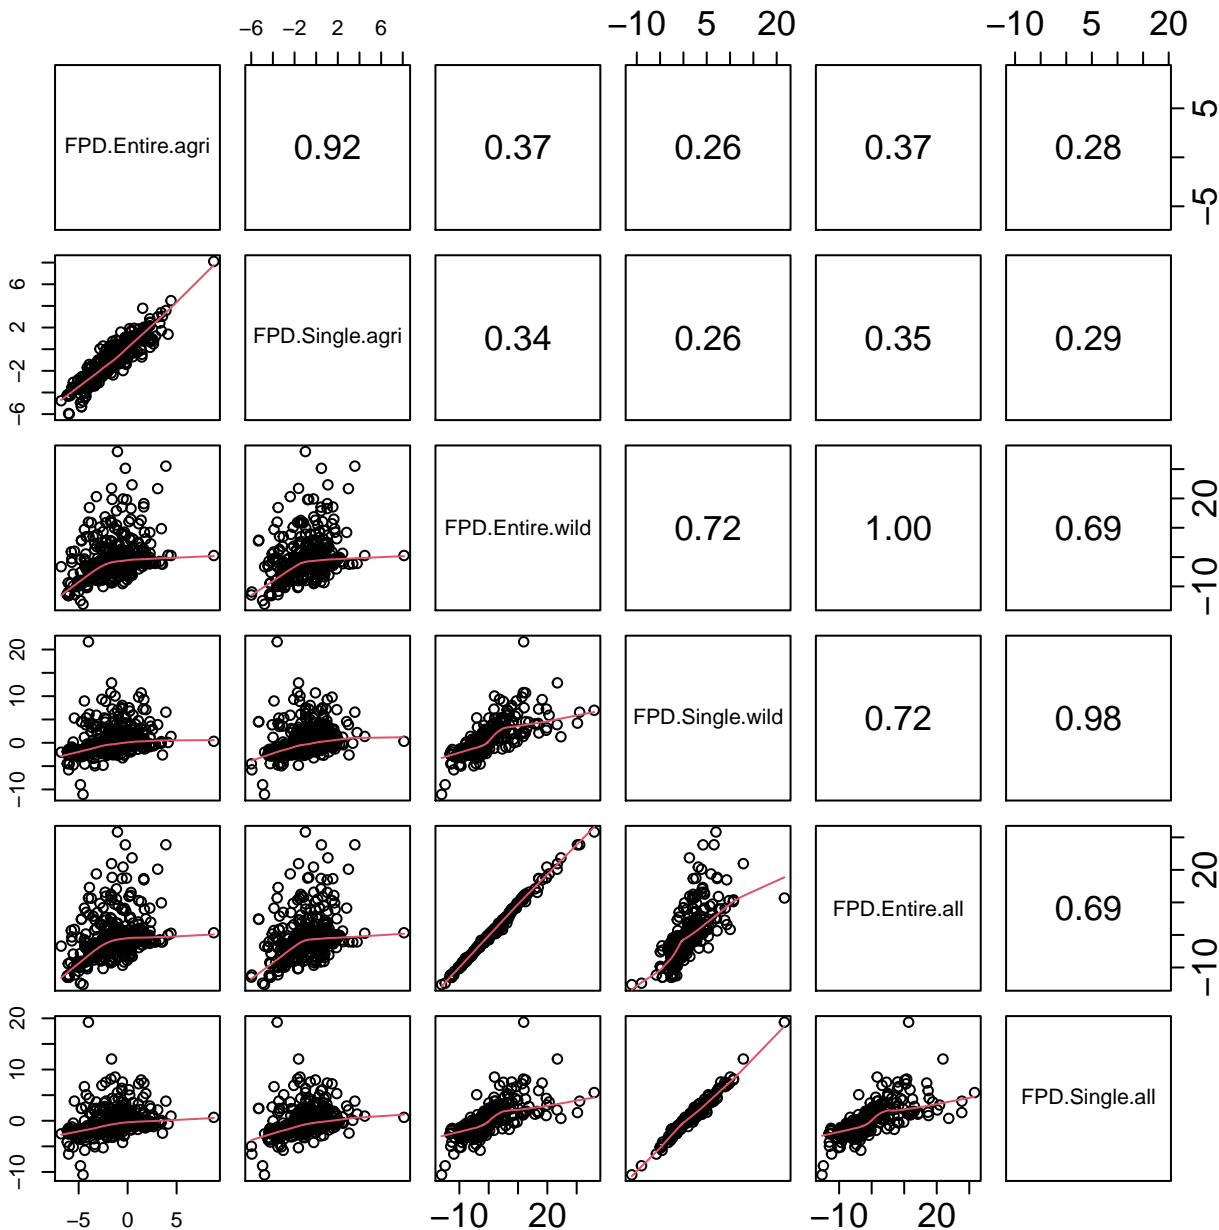 −6 −2 2 6 −10 5 20 −10 5 20
FPD.Entire.agri 0.92 0.37 0.26 0.37 0.28
−5 5
−6 −2 2 6
FPD.Single.agri 0.34 0.26 0.35 0.29
FPD.Entire.wild 0.72 1.00 0.69
−10 20
−10 0 10 20
FPD.Single.wild 0.72 0.98
FPD.Entire.all 0.69
−10 20
−10 0 10 20
FPD.Single.all
−5 0 5 −10 20 −10 20